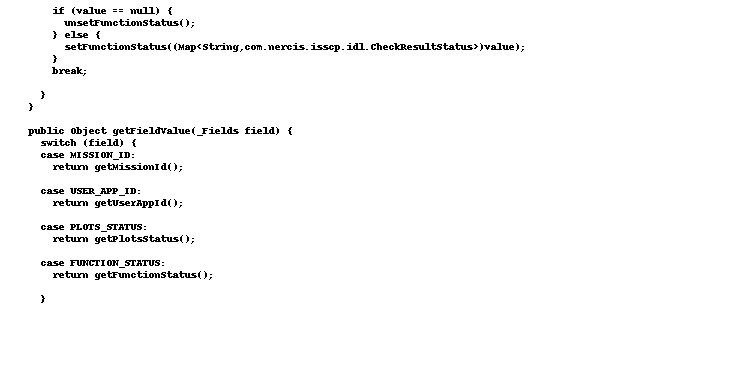 if (value == null) {
unsetFunctionStatus();
} else {
setFunctionStatus((Map<String,com.nercis.isscp.idl.CheckResultStatus>)value);
}
break;
}
}
public Object getFieldValue(_Fields field) {
switch (field) {
case MISSION_ID:
return getMissionId();
case USER_APP_ID:
return getUserAppId();
case PLOTS_STATUS:
return getPlotsStatus();
case FUNCTION_STATUS:
return getFunctionStatus();
}